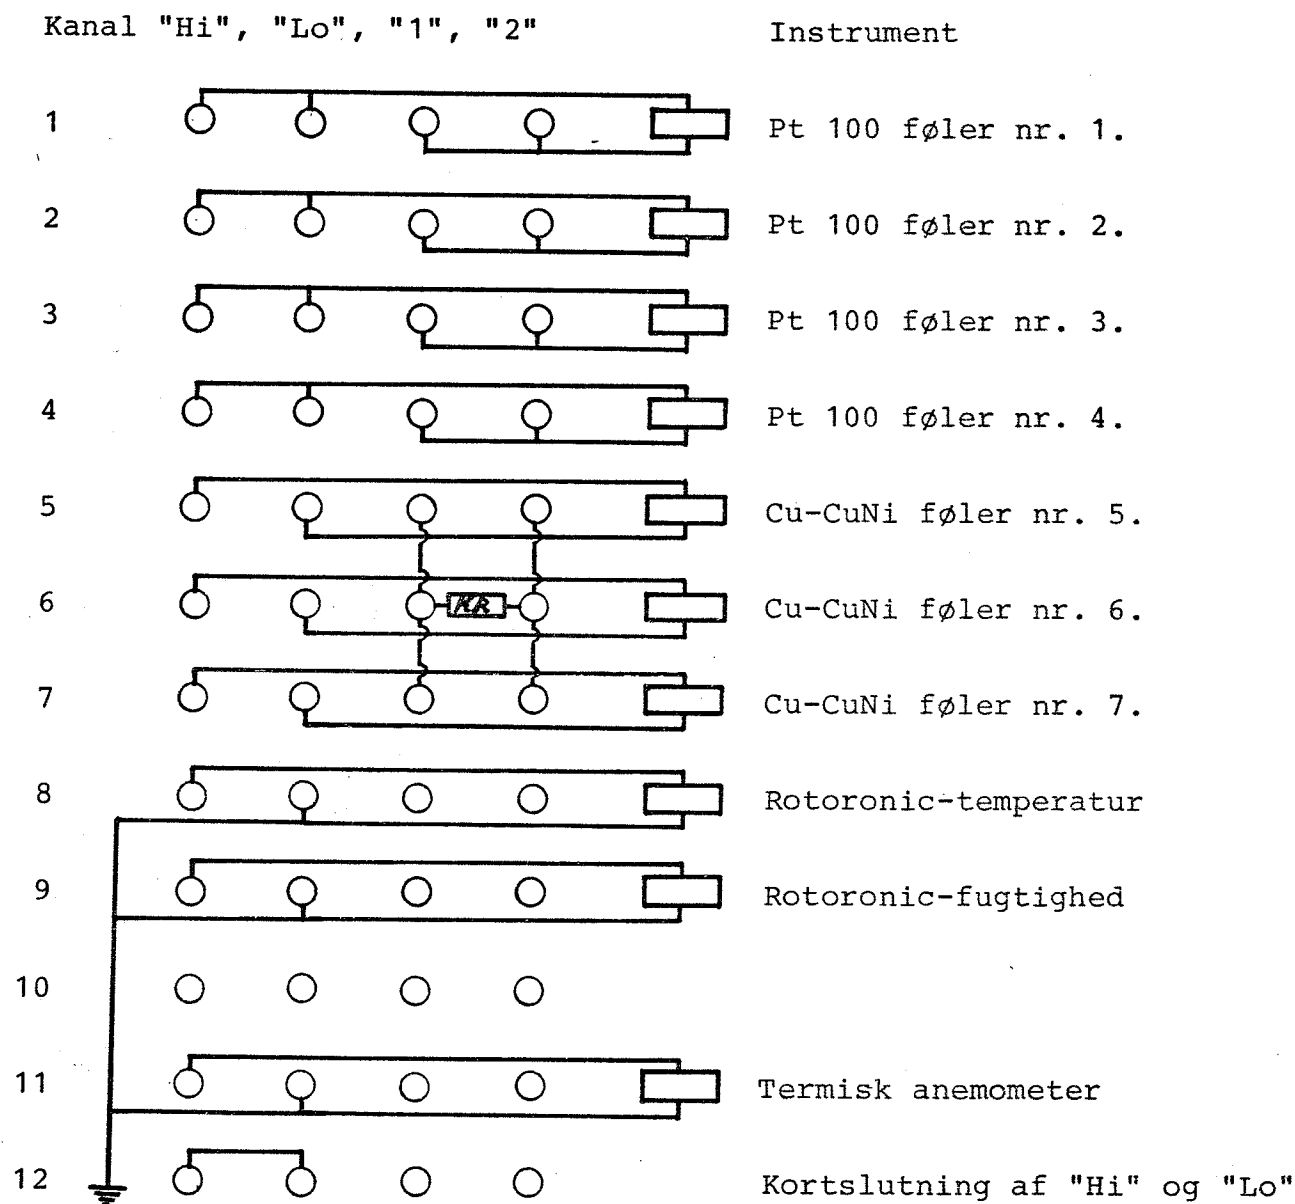 Kanal "Hi", "Lo", "1", "2" Instrument
1 Pt 100 føler nr. 1.
2 Pt 100 føler nr. 2.
3 Pt 100 føler nr. 3.
4 Pt 100 føler nr. 4.
5 Cu-CuNi føler nr. 5.
6 KR Cu-CuNi føler nr. 6.
7 Cu-CuNi føler nr. 7.
8 Rotoronic-temperatur
9 Rotoronic-fugtighed
10
11 Termisk anemometer
12 Kortslutning af "Hi" og "Lo"